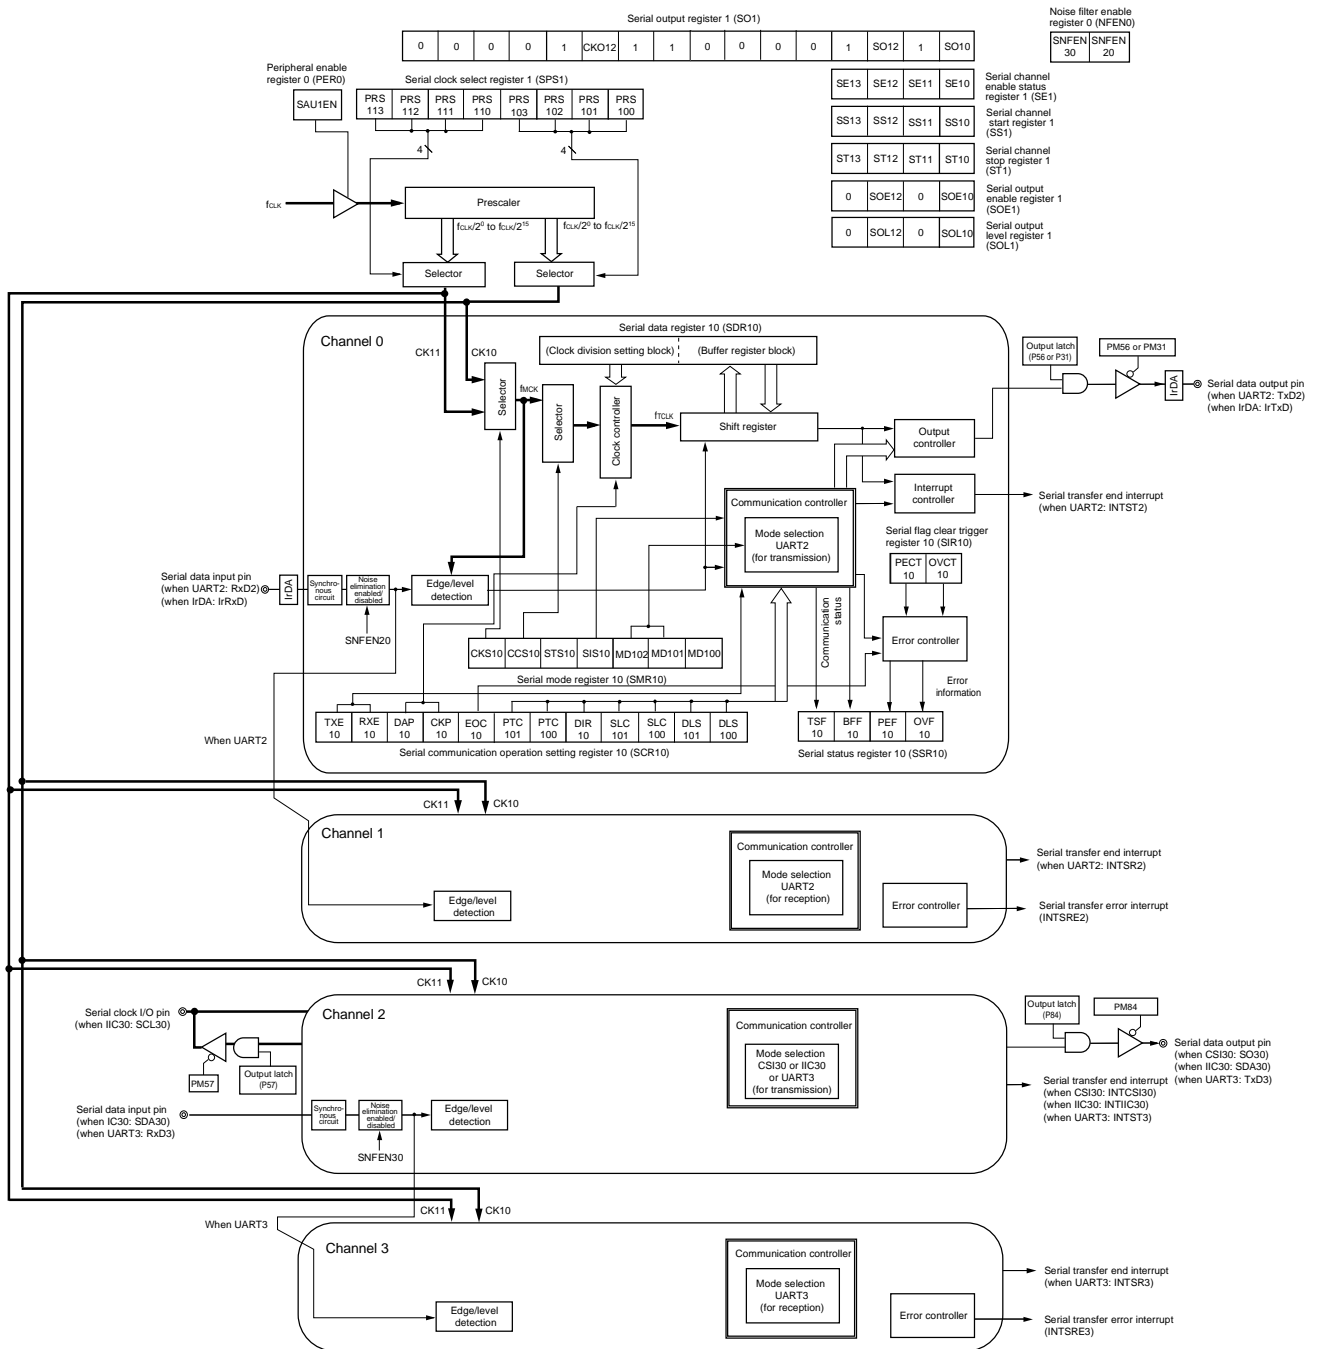 Serial output register 1 (SO1)
0 0 0 0 1 CKO12 1 1 0 0 0 0 1 SO12 1 SO10
Noise filter enable
register 0 (NFEN0)
SNFEN SNFEN
30 20
Peripheral enable
register 0 (PER0)
SAU1EN
Serial clock select register 1 (SPS1)
PRS PRS PRS PRS PRS PRS PRS PRS
113 112 111 110 103 102 101 100
4 4
SE13 SE12 SE11 SE10
Serial channel
enable status
register 1 (SE1)
SS13 SS12 SS11 SS10
Serial channel
start register 1
(SS1)
ST13 ST12 ST11 ST10
Serial channel
stop register 1
(ST1)
0 SOE12 0 SOE10
Serial output
enable register 1
(SOE1)
0 SOL12 0 SOL10
Serial output
level register 1
(SOL1)
fCLK
Prescaler
fCLK/2⁰ to fCLK/2¹⁵ fCLK/2⁰ to fCLK/2¹⁵
Selector Selector
Channel 0
CK11 CK10
Serial data register 10 (SDR10)
(Clock division setting block) (Buffer register block)
Selector
fMCK
Selector
Clock controller
fTCLK
Shift register
Output latch
(P56 or P31)
PM56 or PM31
IrDA
Serial data output pin
(when UART2: TxD2)
(when IrDA: IrTxD)
Output
controller
Interrupt
controller
Serial transfer end interrupt
(when UART2: INTST2)
Communication controller
Mode selection
UART2
(for transmission)
Serial flag clear trigger
register 10 (SIR10)
PECT OVCT
10 10
Serial data input pin
(when UART2: RxD2)
(when IrDA: IrRxD)
IrDA
Synchro-
nous
circuit
Noise
elimination
enabled/
disabled
SNFEN20
Edge/level
detection
Communication
status
Error controller
Error
information
CKS10 CCS10 STS10 SIS10 MD102 MD101 MD100
Serial mode register 10 (SMR10)
TXE RXE DAP CKP EOC PTC PTC DIR SLC SLC DLS DLS
10 10 10 10 10 101 100 10 101 100 101 100
Serial communication operation setting register 10 (SCR10)
TSF BFF PEF OVF
10 10 10 10
Serial status register 10 (SSR10)
When UART2
CK11 CK10
Channel 1
Communication controller
Mode selection
UART2
(for reception)
Edge/level
detection
Error controller
Serial transfer end interrupt
(when UART2: INTSR2)
Serial transfer error interrupt
(INTSRE2)
CK11 CK10
Channel 2
Serial clock I/O pin
(when IIC30: SCL30)
PM57
Output latch
(P57)
Communication controller
Mode selection
CSI30 or IIC30
or UART3
(for transmission)
Output latch
(P84)
PM84
Serial data output pin
(when CSI30: SO30)
(when IIC30: SDA30)
(when UART3: TxD3)
Serial transfer end interrupt
(when CSI30: INTCSI30)
(when IIC30: INTIIC30)
(when UART3: INTST3)
Serial data input pin
(when IC30: SDA30)
(when UART3: RxD3)
Synchro-
nous
circuit
Noise
elimination
enabled/
disabled
SNFEN30
Edge/level
detection
When UART3
CK11 CK10
Channel 3
Communication controller
Mode selection
UART3
(for reception)
Edge/level
detection
Error controller
Serial transfer end interrupt
(when UART3: INTSR3)
Serial transfer error interrupt
(INTSRE3)